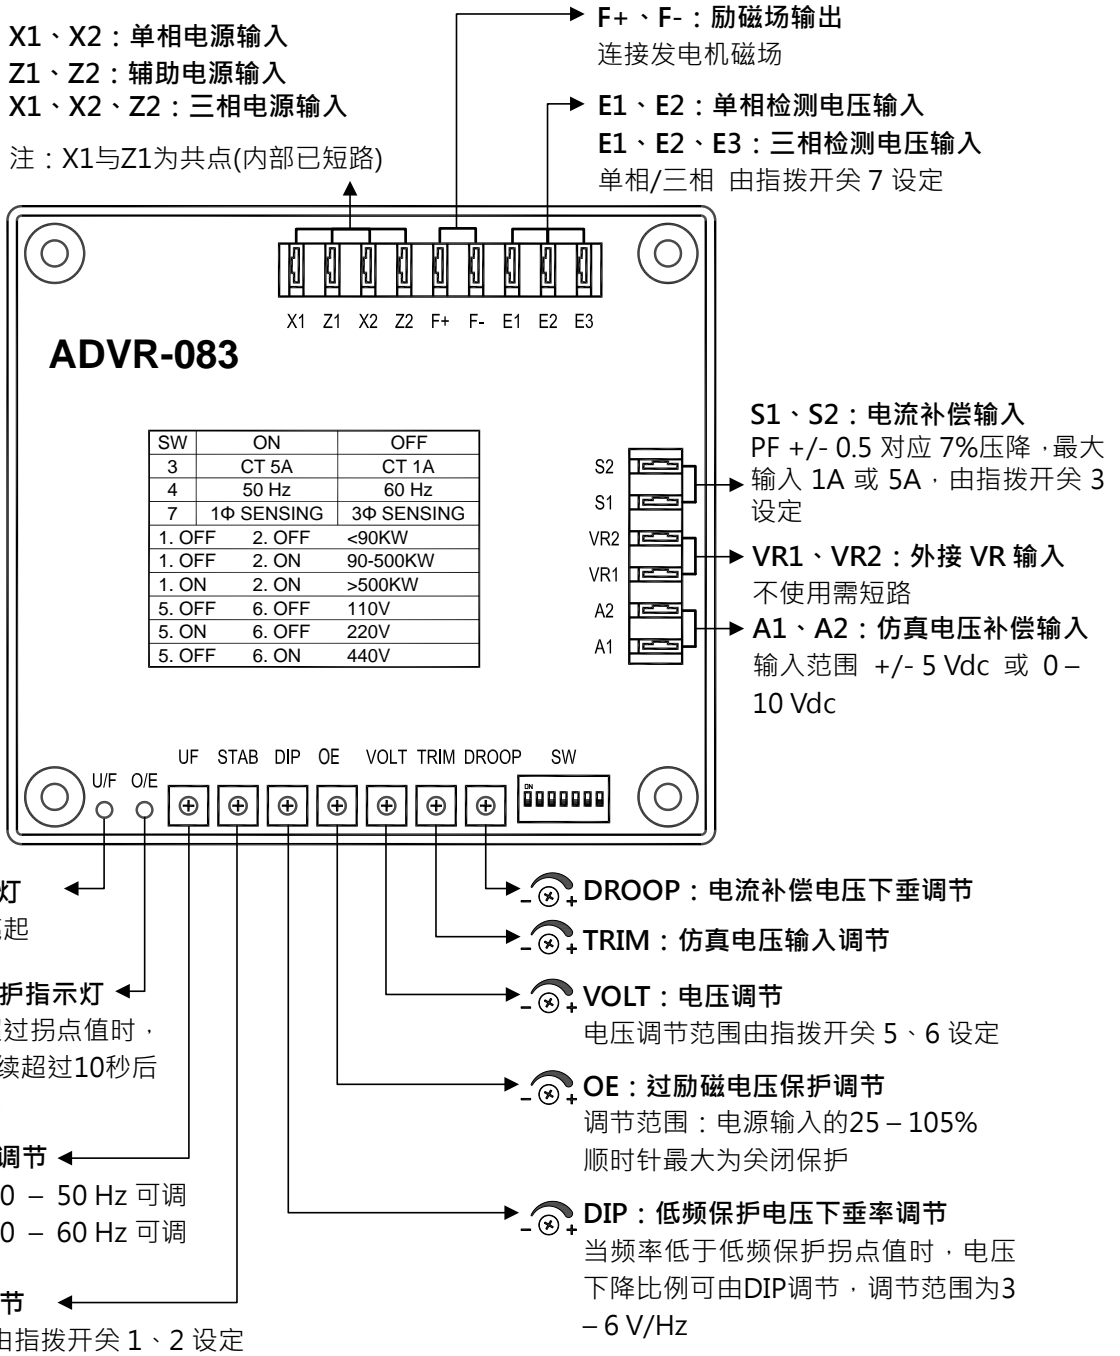 X1、X2：单相电源输入
Z1、Z2：辅助电源输入
X1、X2、Z2：三相电源输入
注：X1与Z1为共点(内部已短路)
F+、F-：励磁场输出
连接发电机磁场
E1、E2：单相检测电压输入
E1、E2、E3：三相检测电压输入
单相/三相 由指拨开关 7 设定
X1 Z1 X2 Z2 F+ F- E1 E2 E3
ADVR-083
SW ON OFF
3 CT 5A CT 1A
4 50 Hz 60 Hz
7 1Φ SENSING 3Φ SENSING
1. OFF 2. OFF <90KW
1. OFF 2. ON 90-500KW
1. ON 2. ON >500KW
5. OFF 6. OFF 110V
5. ON 6. OFF 220V
5. OFF 6. ON 440V
S2
S1
VR2
VR1
A2
A1
S1、S2：电流补偿输入
PF +/- 0.5 对应 7%压降，最大
输入 1A 或 5A，由指拨开关 3
设定
VR1、VR2：外接 VR 输入
不使用需短路
A1、A2：仿真电压补偿输入
输入范围 +/- 5 Vdc 或 0 –
10 Vdc
U/F O/E UF STAB DIP OE VOLT TRIM DROOP SW
ON
灯
起
护指示灯
过拐点值时，
续超过10秒后
调节
0 – 50 Hz 可调
0 – 60 Hz 可调
节
由指拨开关 1、2 设定
- + DROOP：电流补偿电压下垂调节
- + TRIM：仿真电压输入调节
- + VOLT：电压调节
电压调节范围由指拨开关 5、6 设定
- + OE：过励磁电压保护调节
调节范围：电源输入的25 – 105%
顺时针最大为关闭保护
- + DIP：低频保护电压下垂率调节
当频率低于低频保护拐点值时，电压
下降比例可由DIP调节，调节范围为3
– 6 V/Hz